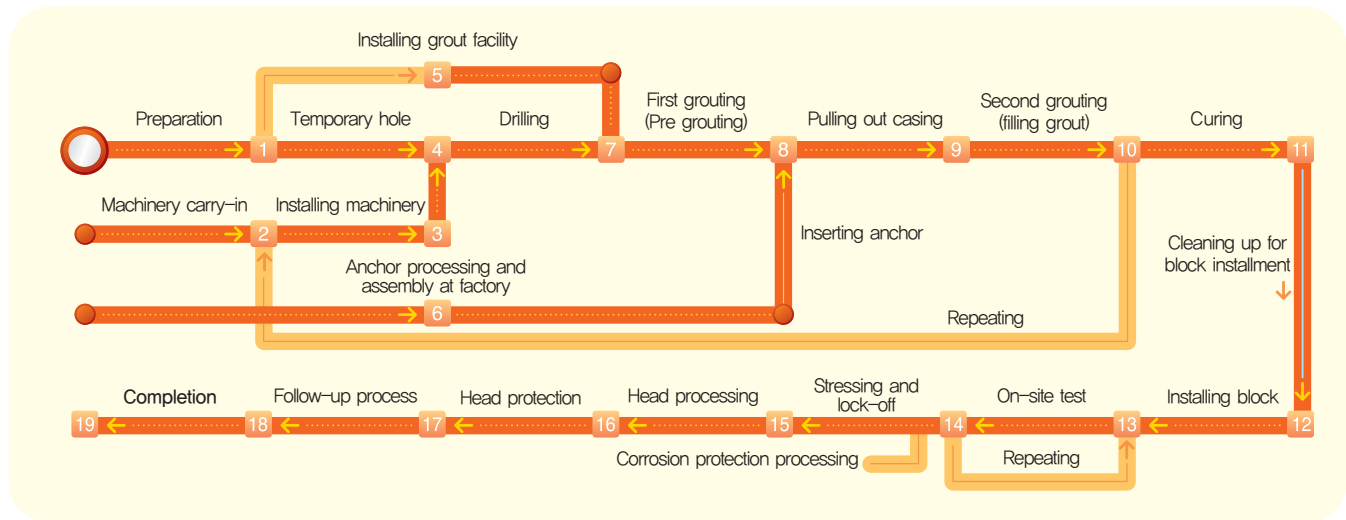 Installing grout facility
5
Preparation
Temporary hole
Drilling
First grouting
(Pre grouting)
Pulling out casing
Second grouting
(filling grout)
Curing
1
4
7
8
9
10
11
Machinery carry-in
Installing machinery
2
3
Inserting anchor
Cleaning up for
block installment
Anchor processing and
assembly at factory
6
Repeating
Completion
Follow-up process
Head protection
Head processing
Stressing and
lock-off
On-site test
Installing block
19
18
17
16
15
14
13
12
Corrosion protection processing
Repeating